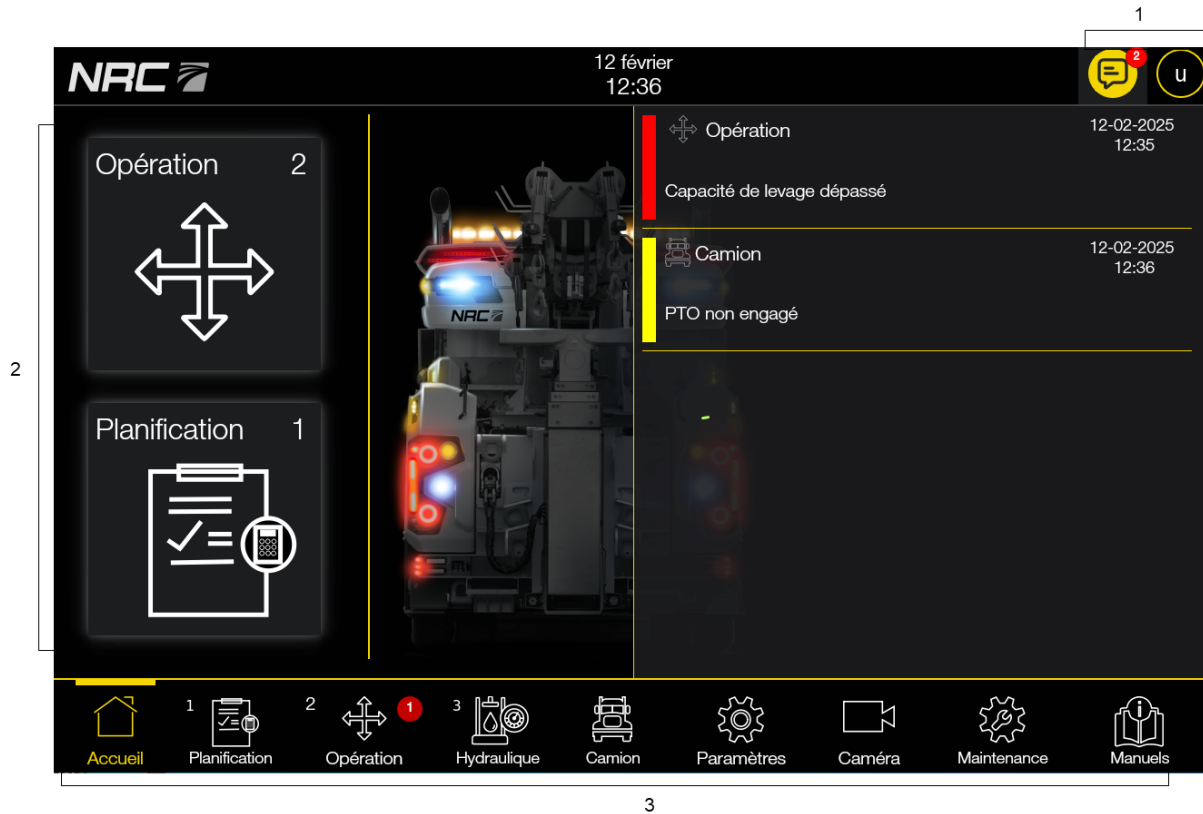 1
NRC
12 février
12:36
2
u
Opération 2
Opération
12-02-2025
12:35
Capacité de levage dépassé
Camion
12-02-2025
12:36
PTO non engagé
NRC
2
Planification 1
1
2
1
3
Accueil
Planification
Opération
Hydraulique
Camion
Paramètres
Caméra
Maintenance
Manuels
3